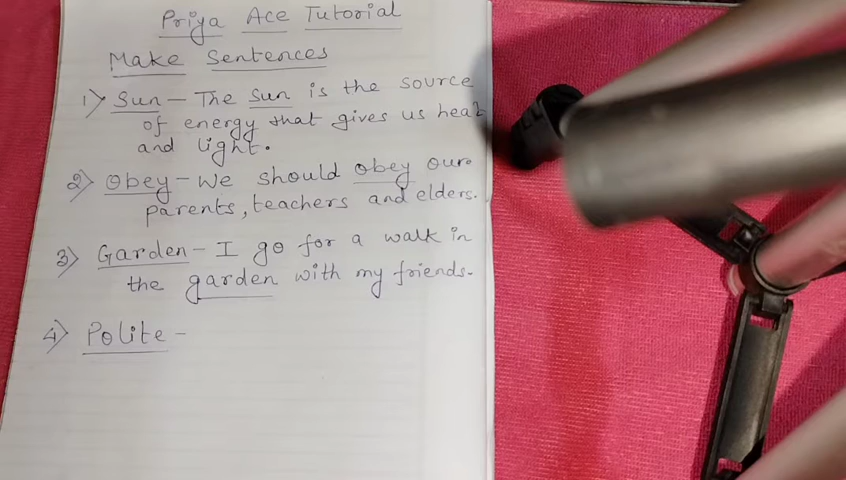 Priya Ace Tutorial
Make Sentences
1) Sun - The sun is the source
of energy that gives us heat
and light.
2) Obey - We should obey our
parents, teachers and elders.
3) Garden - I go for a walk in
the garden with my friends.
4) Polite -